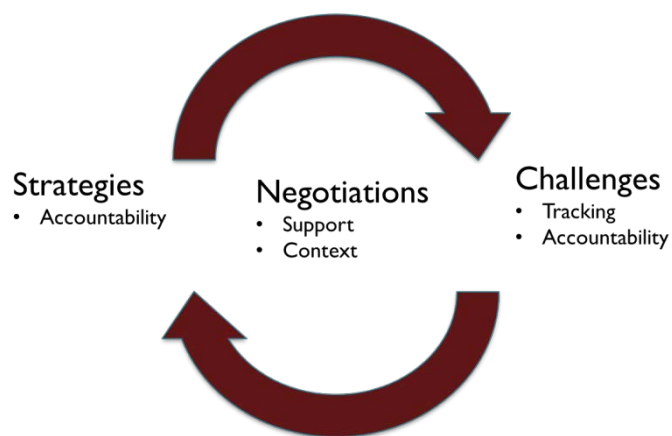 Strategies
• Accountability
Negotiations
• Support
• Context
Challenges
• Tracking
• Accountability